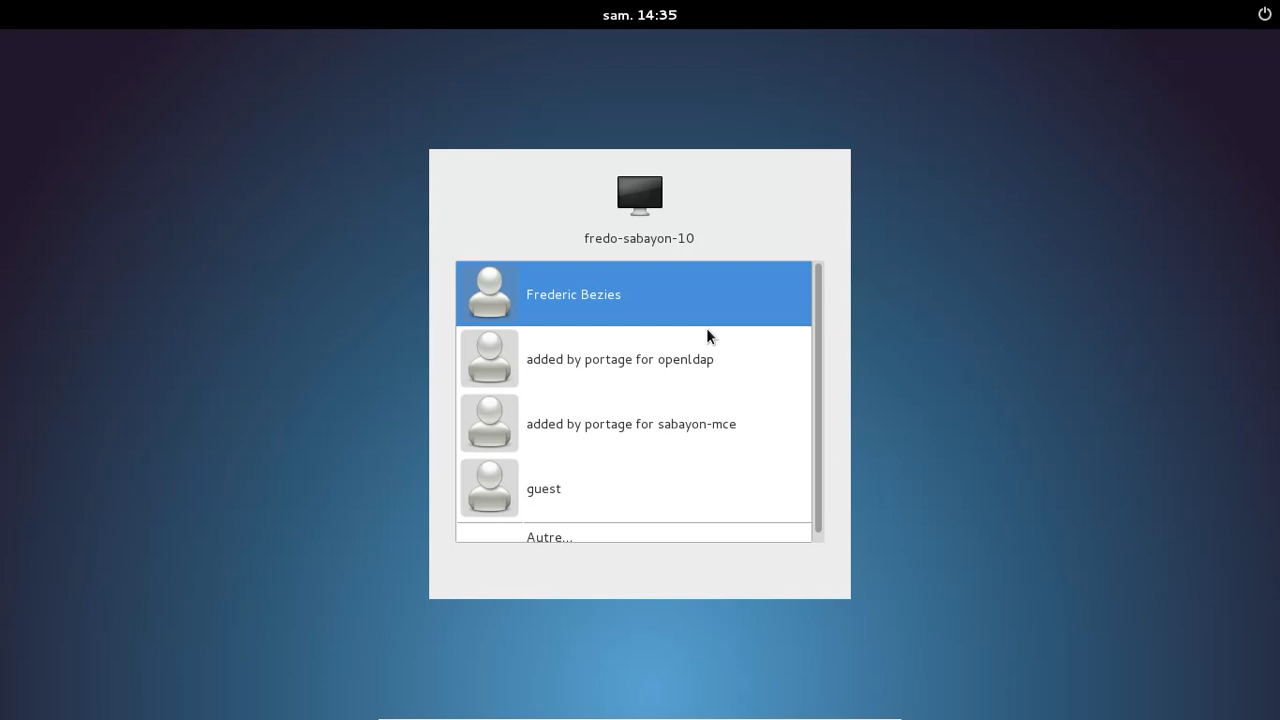 sam. 14:35
fredo-sabayon-10
Frederic Bezies
added by portage for openldap
added by portage for sabayon-mce
guest
Autre...